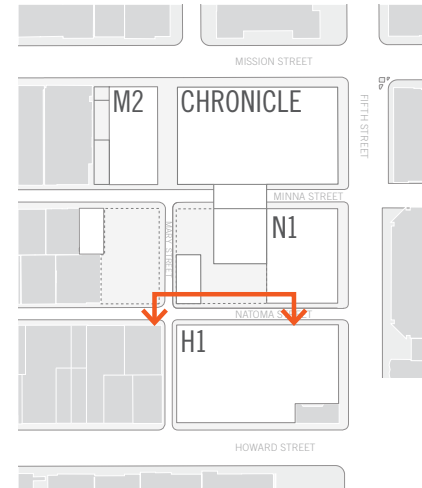 MISSION STREET
M2
CHRONICLE
FIFTH STREET
MINNA STREET
N1
MARY STREET
NATOMA STREET
H1
HOWARD STREET